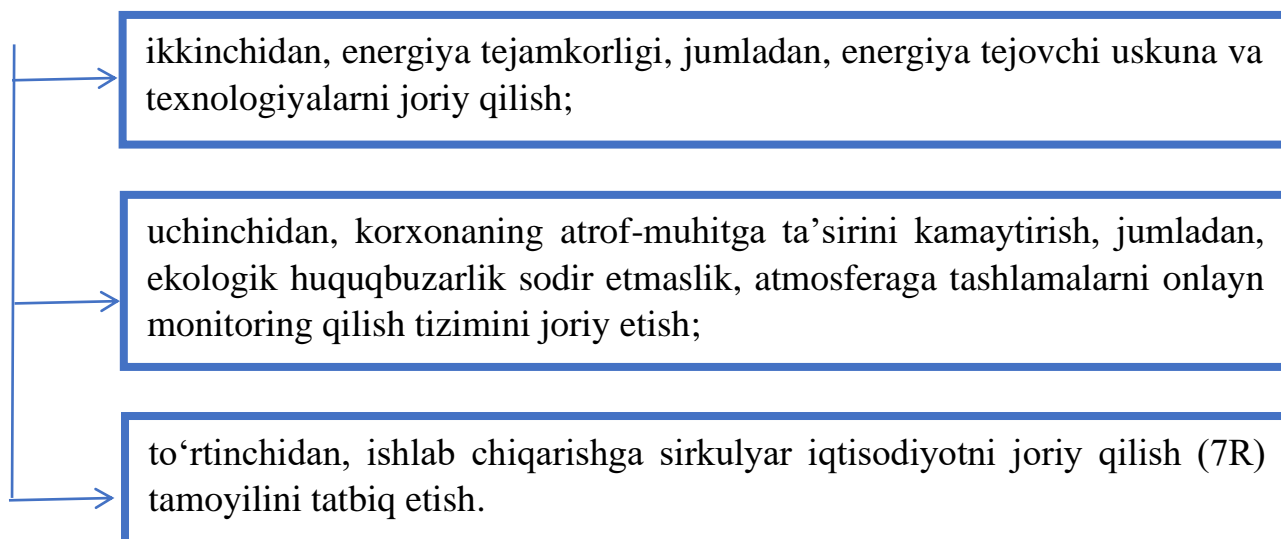 ikkinchidan, energiya tejamkorligi, jumladan, energiya tejovchi uskuna va
texnologiyalarni joriy qilish;
uchinchidan, korxonaning atrof-muhitga ta’sirini kamaytirish, jumladan,
ekologik huquqbuzarlik sodir etmaslik, atmosferaga tashlamalarni onlayn
monitoring qilish tizimini joriy etish;
to‘rtinchidan, ishlab chiqarishga sirkulyar iqtisodiyotni joriy qilish (7R)
tamoyilini tatbiq etish.